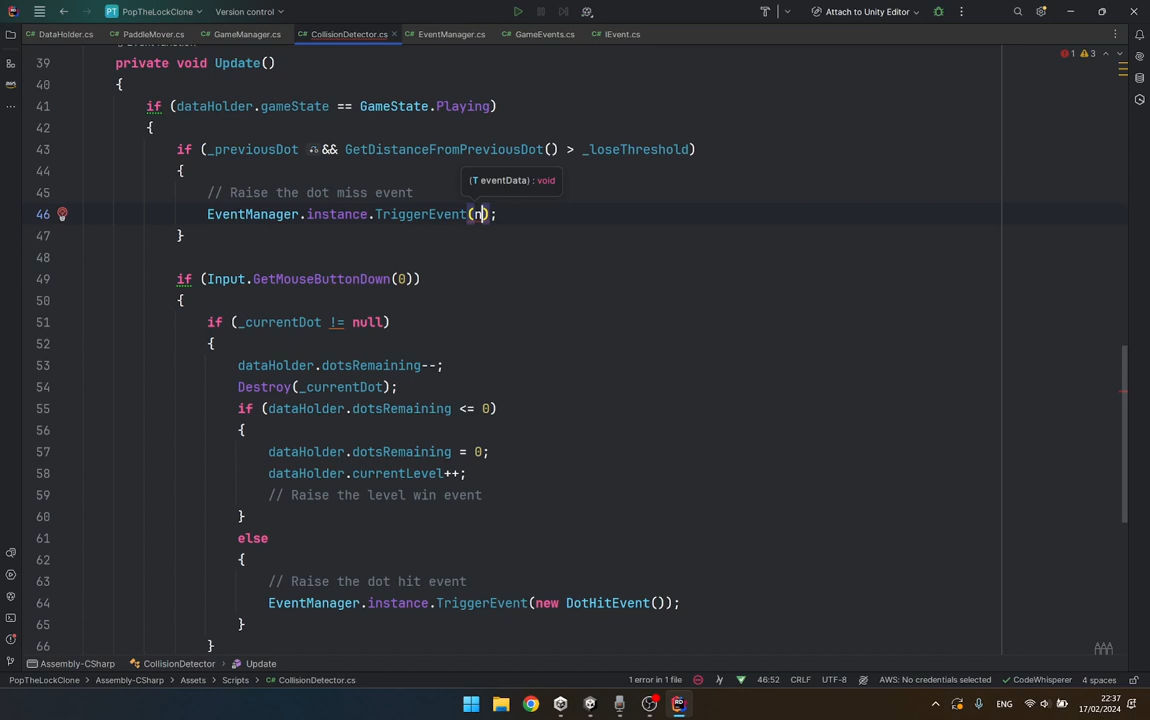 PT PopTheLockClone Version control Attach to Unity Editor
DataHolder.cs PaddleMover.cs GameManager.cs CollisionDetector.cs EventManager.cs GameEvents.cs IEvent.cs
39 private void Update() 1 3
40 {
41 if (dataHolder.gameState == GameState.Playing)
42 {
43 if (_previousDot && GetDistanceFromPreviousDot() > _loseThreshold)
44 {
(T eventData) : void
45 // Raise the dot miss event
46 EventManager.instance.TriggerEvent(n);
47 }
48
49 if (Input.GetMouseButtonDown(0))
50 {
51 if (_currentDot != null)
52 {
53 dataHolder.dotsRemaining--;
54 Destroy(_currentDot);
55 if (dataHolder.dotsRemaining <= 0)
56 {
57 dataHolder.dotsRemaining = 0;
58 dataHolder.currentLevel++;
59 // Raise the level win event
60 }
61 else
62 {
63 // Raise the dot hit event
64 EventManager.instance.TriggerEvent(new DotHitEvent());
65 }
66 }
Assembly-CSharp CollisionDetector Update
PopTheLockClone Assembly-CSharp Assets Scripts CollisionDetector.cs 1 error in 1 file 46:52 CRLF UTF-8 AWS: No credentials selected CodeWhisperer 4 spaces
ENG 22:37
17/02/2024